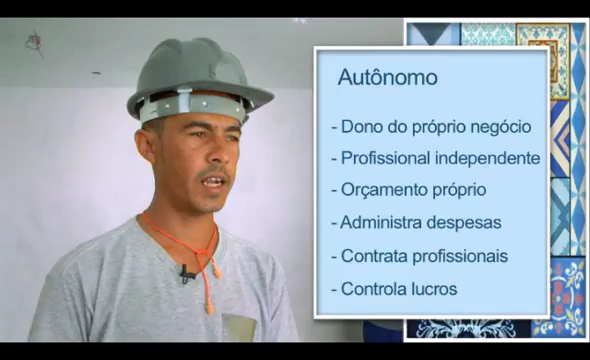 Autônomo
- Dono do próprio negócio
- Profissional independente
- Orçamento próprio
- Administra despesas
- Contrata profissionais
- Controla lucros